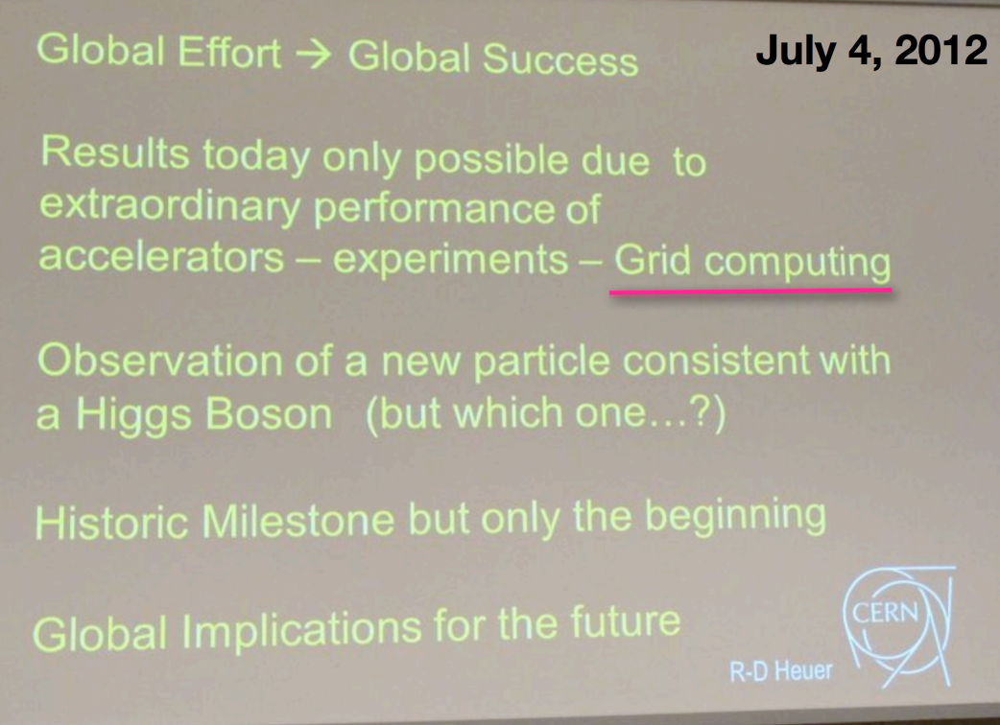 Global Effort → Global Success
July 4, 2012
Results today only possible due to
extraordinary performance of
accelerators – experiments – Grid computing
Observation of a new particle consistent with
a Higgs Boson (but which one…?)
Historic Milestone but only the beginning
Global Implications for the future
CERN
R-D Heuer